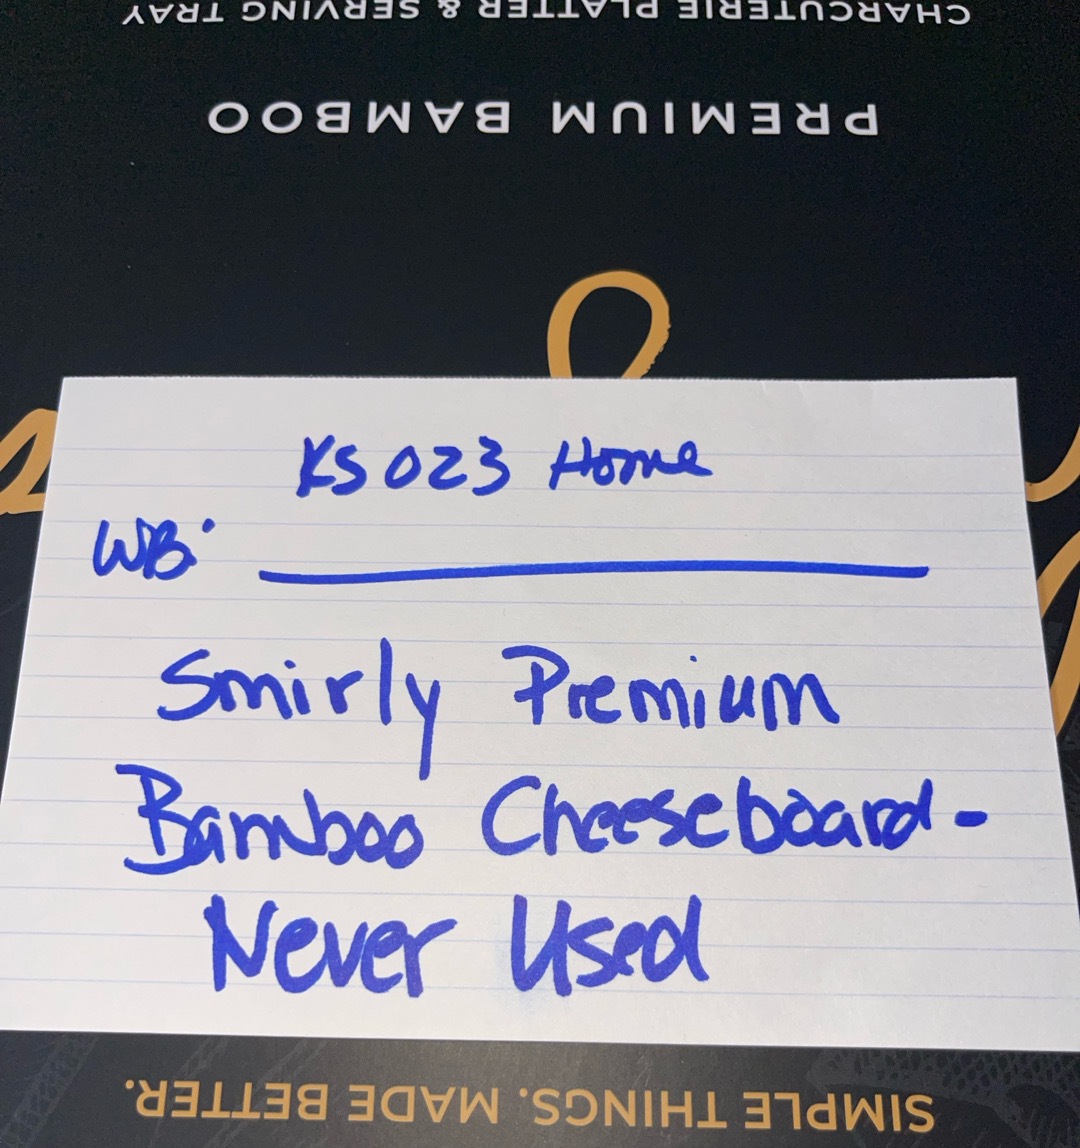 CHARCUTERIE PLATTER & SERVING TRAY
PREMIUM BAMBOO
KS023 Home
WB:
Smirly Premium
Bamboo Cheeseboard -
Never Used
SIMPLE THINGS. MADE BETTER.